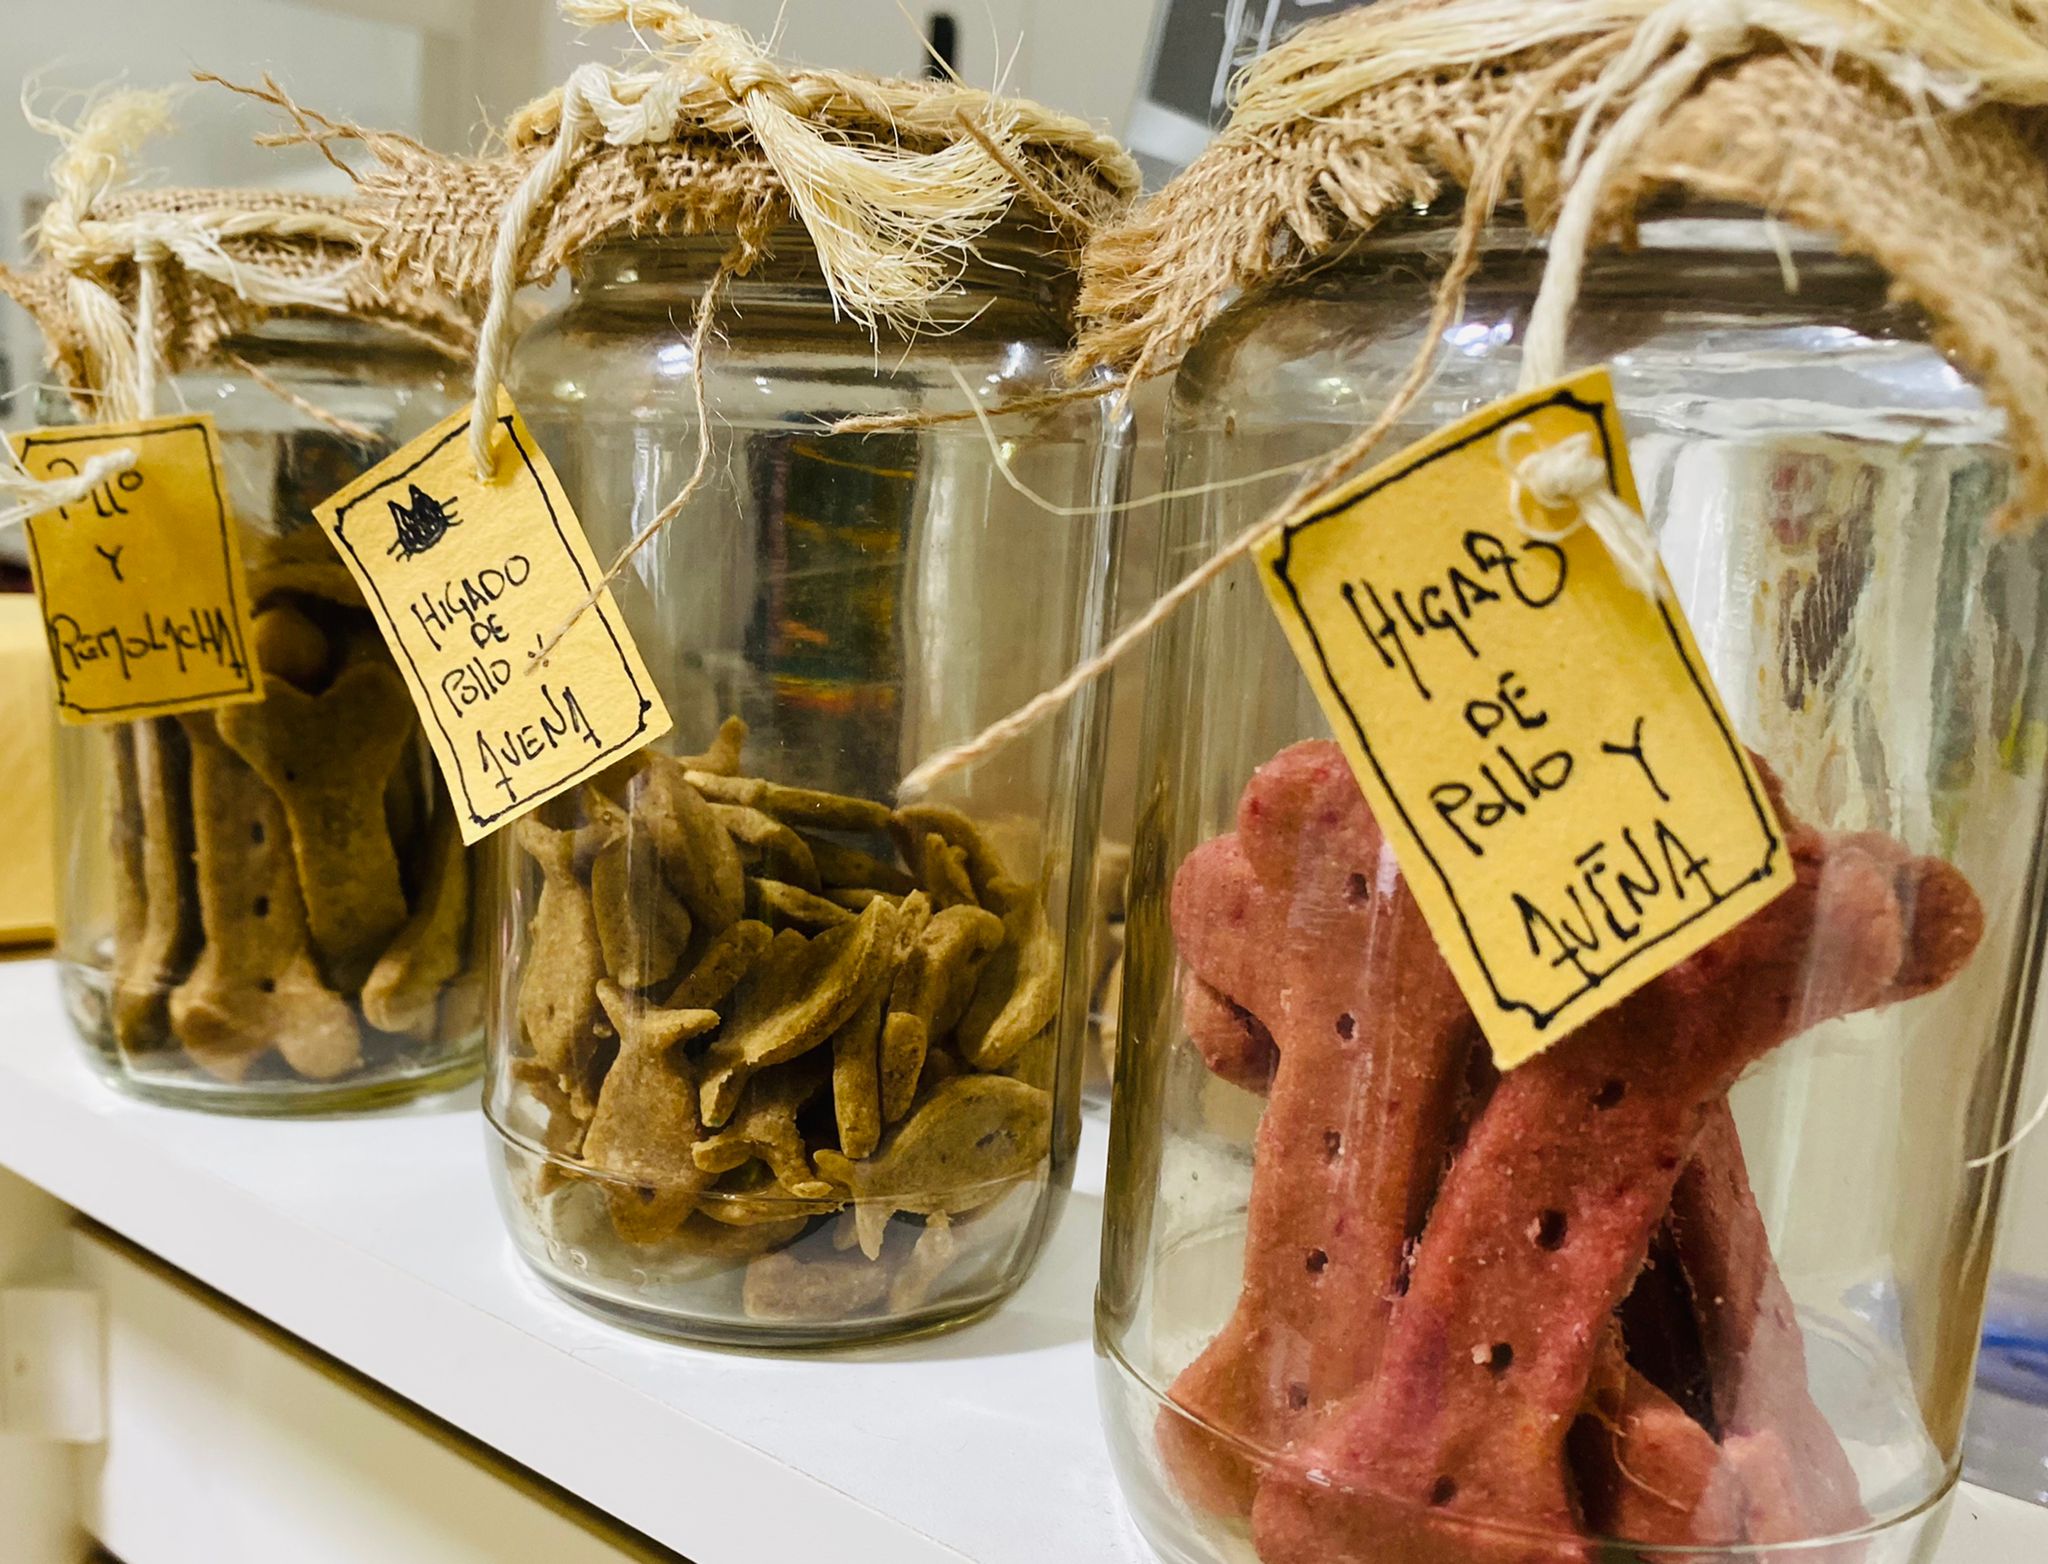 Pollo
Y
REMOLACHA
HIGADO
DE
Pollo Y
AVENA
HIGADO
DE
Pollo Y
AVENA